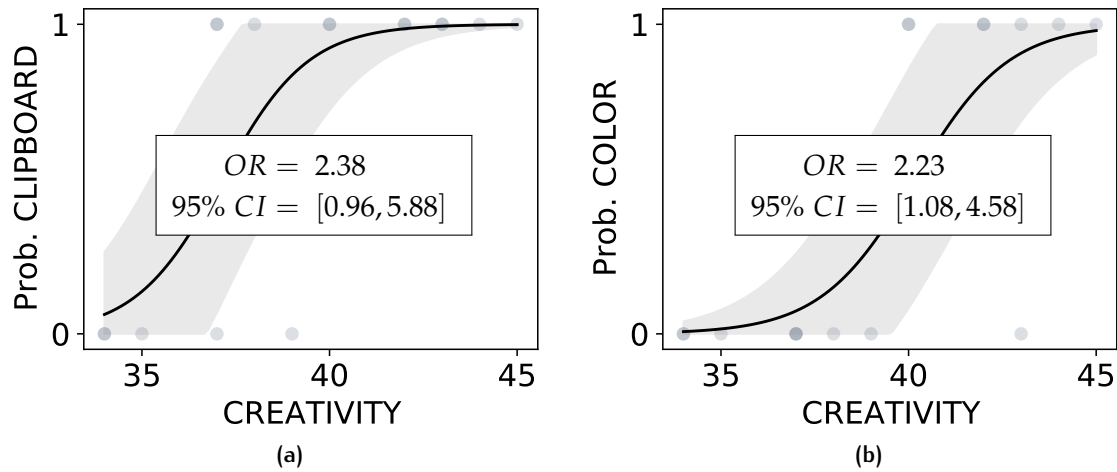 1
Prob. CLIPBOARD
OR = 2.38
95% CI = [0.96, 5.88]
0
35 40 45
CREATIVITY
(a)
1
Prob. COLOR
OR = 2.23
95% CI = [1.08, 4.58]
0
35 40 45
CREATIVITY
(b)